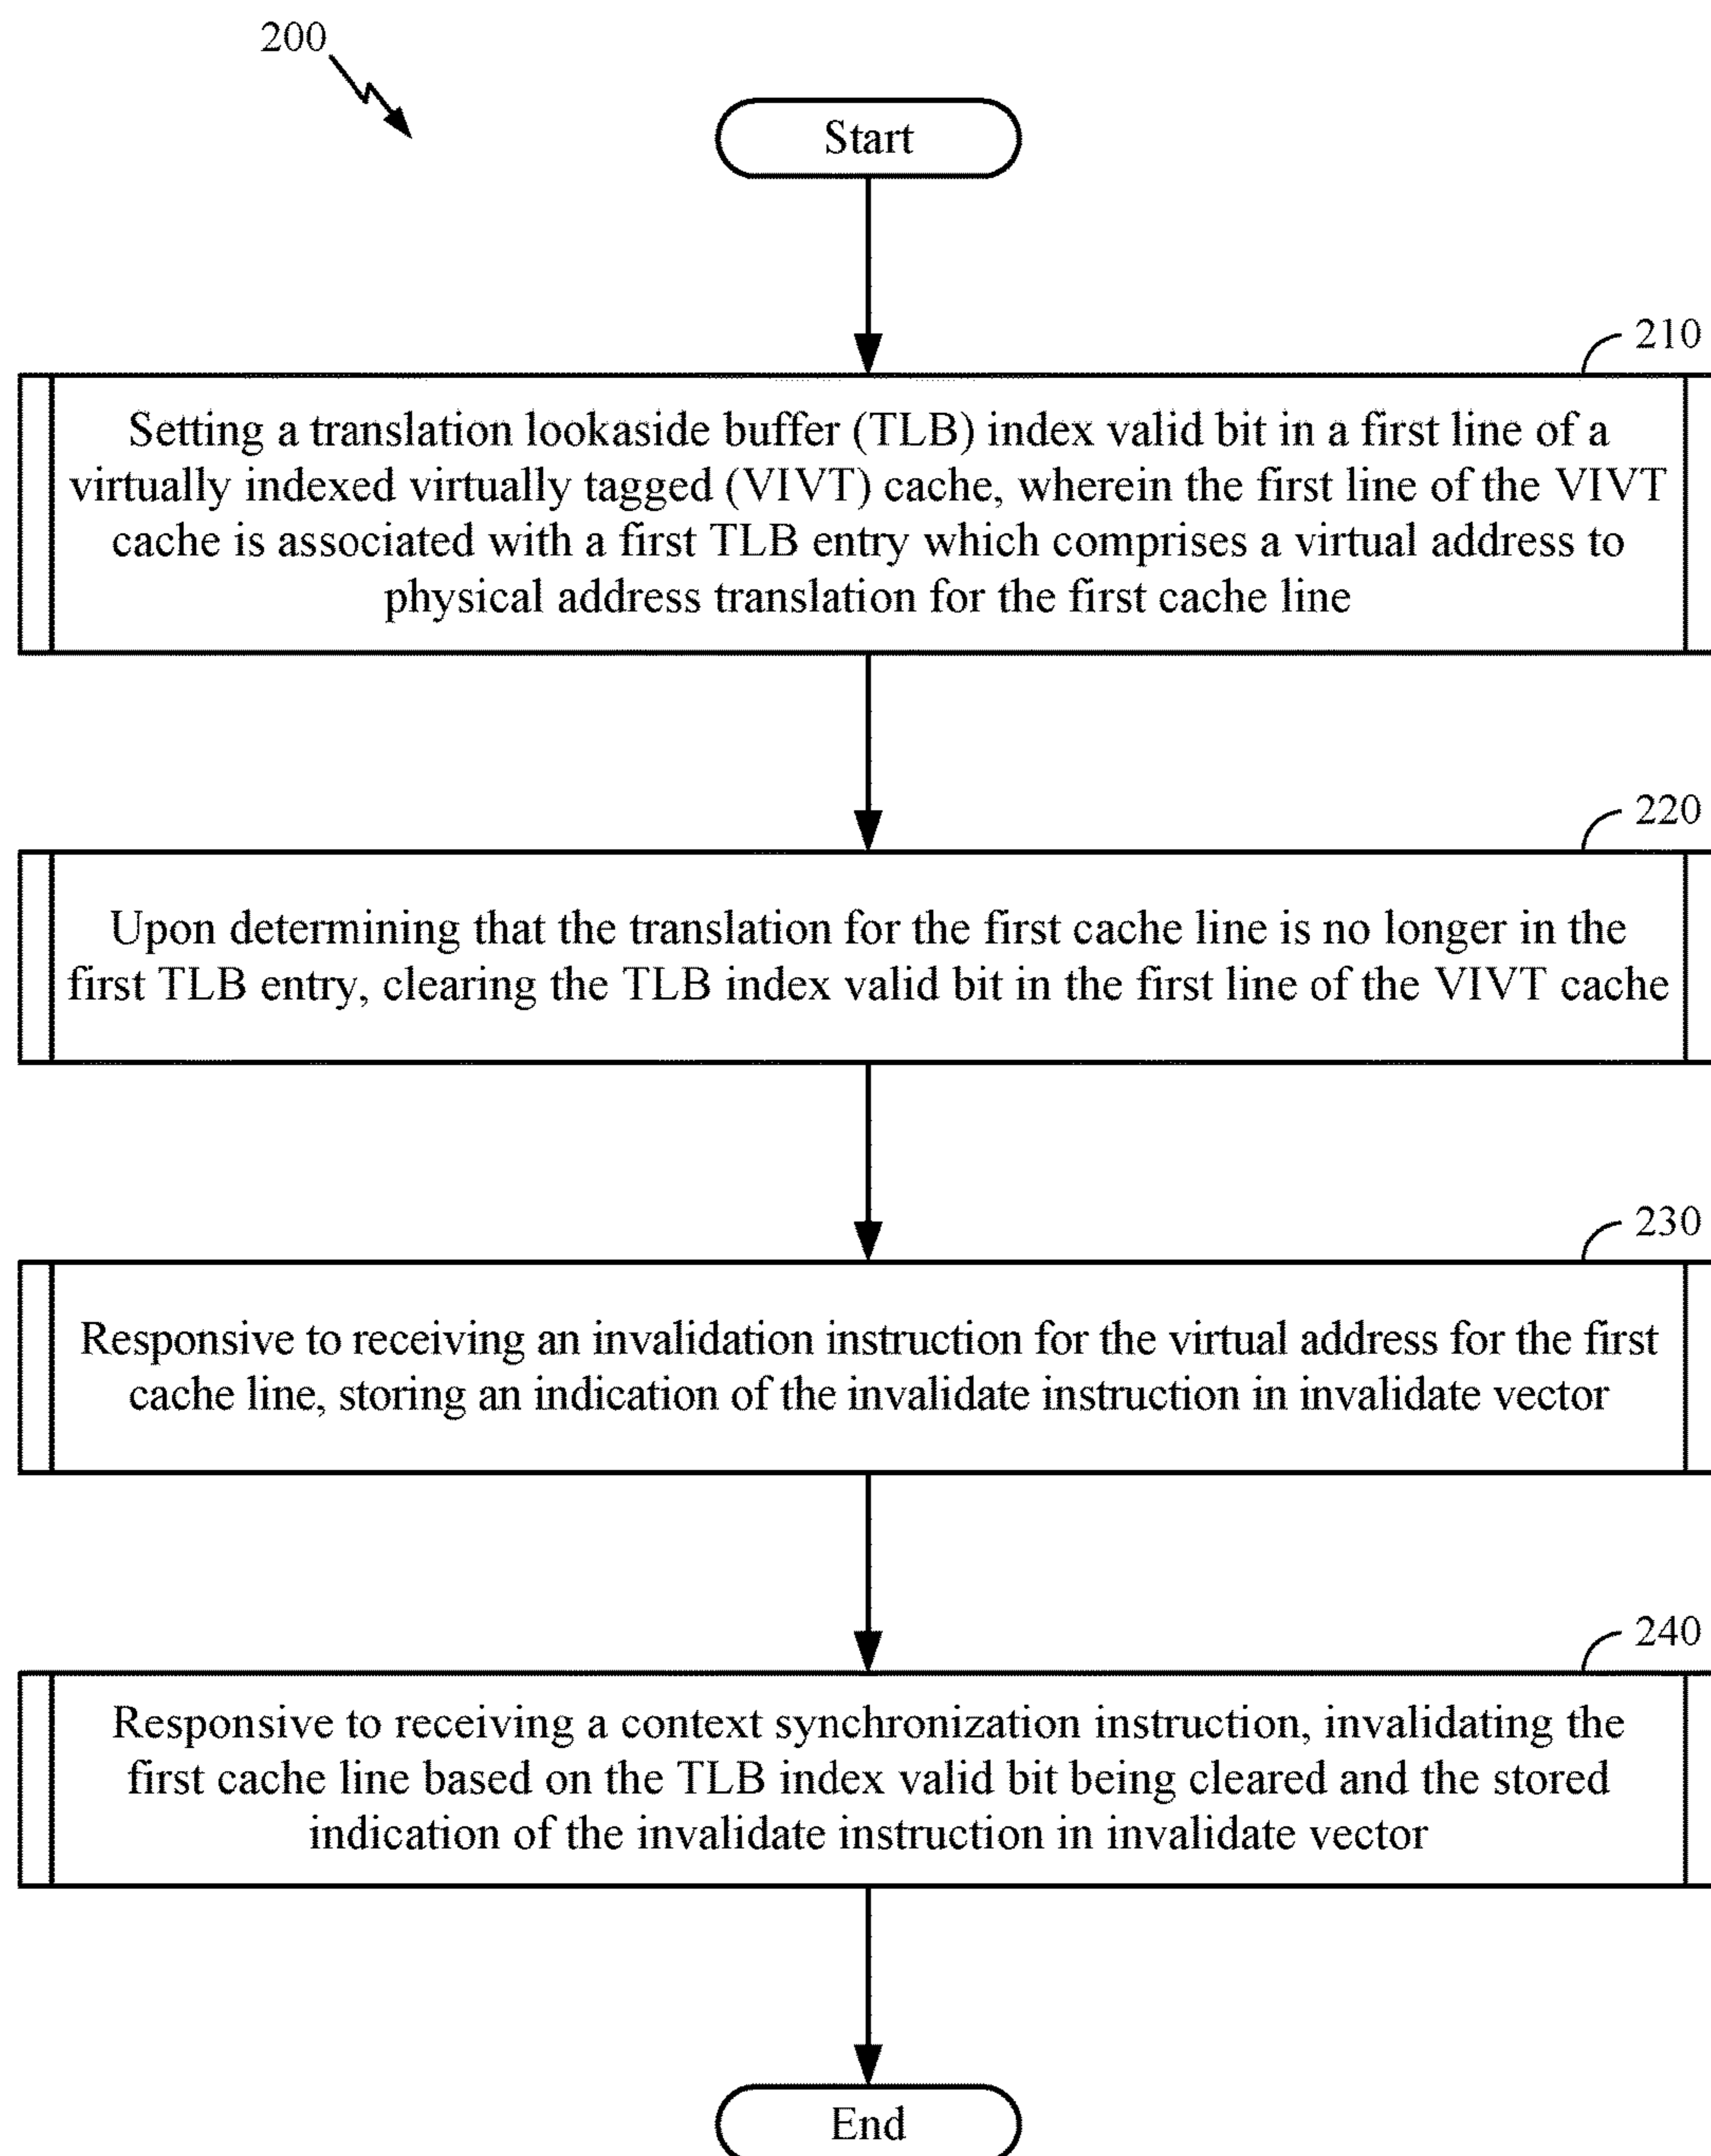 200
Start
210
Setting a translation lookaside buffer (TLB) index valid bit in a first line of a
virtually indexed virtually tagged (VIVT) cache, wherein the first line of the VIVT
cache is associated with a first TLB entry which comprises a virtual address to
physical address translation for the first cache line
220
Upon determining that the translation for the first cache line is no longer in the
first TLB entry, clearing the TLB index valid bit in the first line of the VIVT cache
230
Responsive to receiving an invalidation instruction for the virtual address for the first
cache line, storing an indication of the invalidate instruction in invalidate vector
240
Responsive to receiving a context synchronization instruction, invalidating the
first cache line based on the TLB index valid bit being cleared and the stored
indication of the invalidate instruction in invalidate vector
End